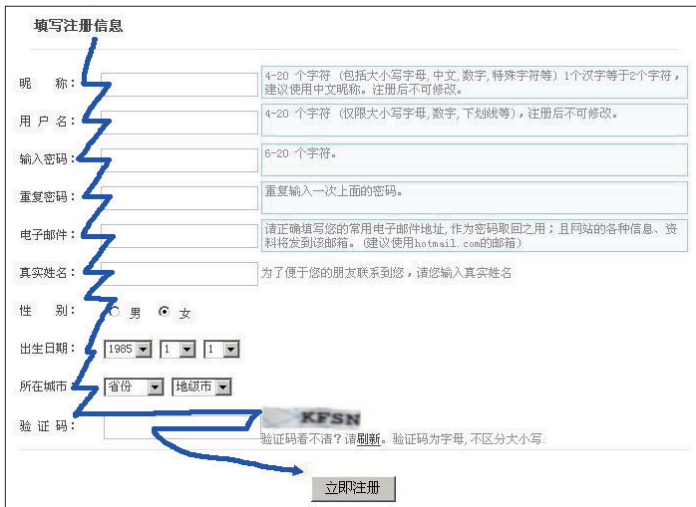 填写注册信息
昵 称： 4-20 个字符 (包括大小写字母,中文,数字,特殊字符等) 1个汉字等于2个字符，
建议使用中文昵称。注册后不可修改。
用 户 名： 4-20 个字符 (仅限大小写字母,数字,下划线等)，注册后不可修改。
输入密码： 6-20 个字符。
重复密码： 重复输入一次上面的密码。
电子邮件： 请正确填写您的常用电子邮件地址,作为密码取回之用；且网站的各种信息、资
料将发到该邮箱。(建议使用hotmail.com的邮箱)
真实姓名： 为了便于您的朋友联系到您，请您输入真实姓名
性 别： 男 女
出生日期： 1985 1 1
所在城市： 省份 地级市
验 证 码： KFSN
验证码看不清？请刷新。验证码为字母,不区分大小写.
立即注册